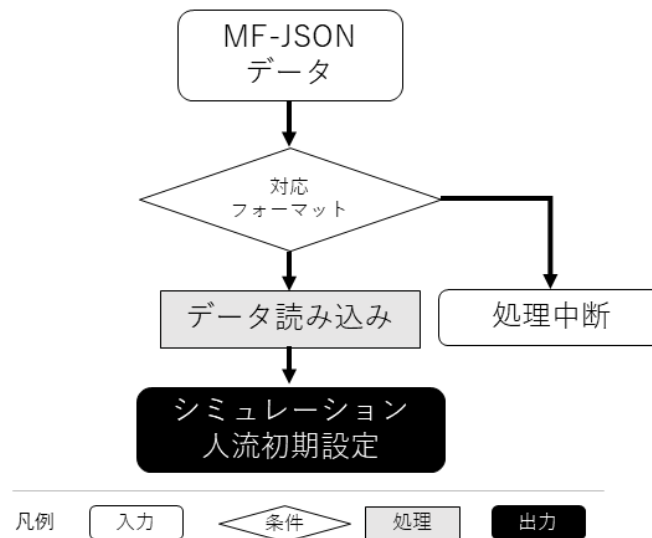 MF-JSON
データ
対応
フォーマット
データ読み込み
処理中断
シミュレーション
人流初期設定
凡例
入力
条件
処理
出力